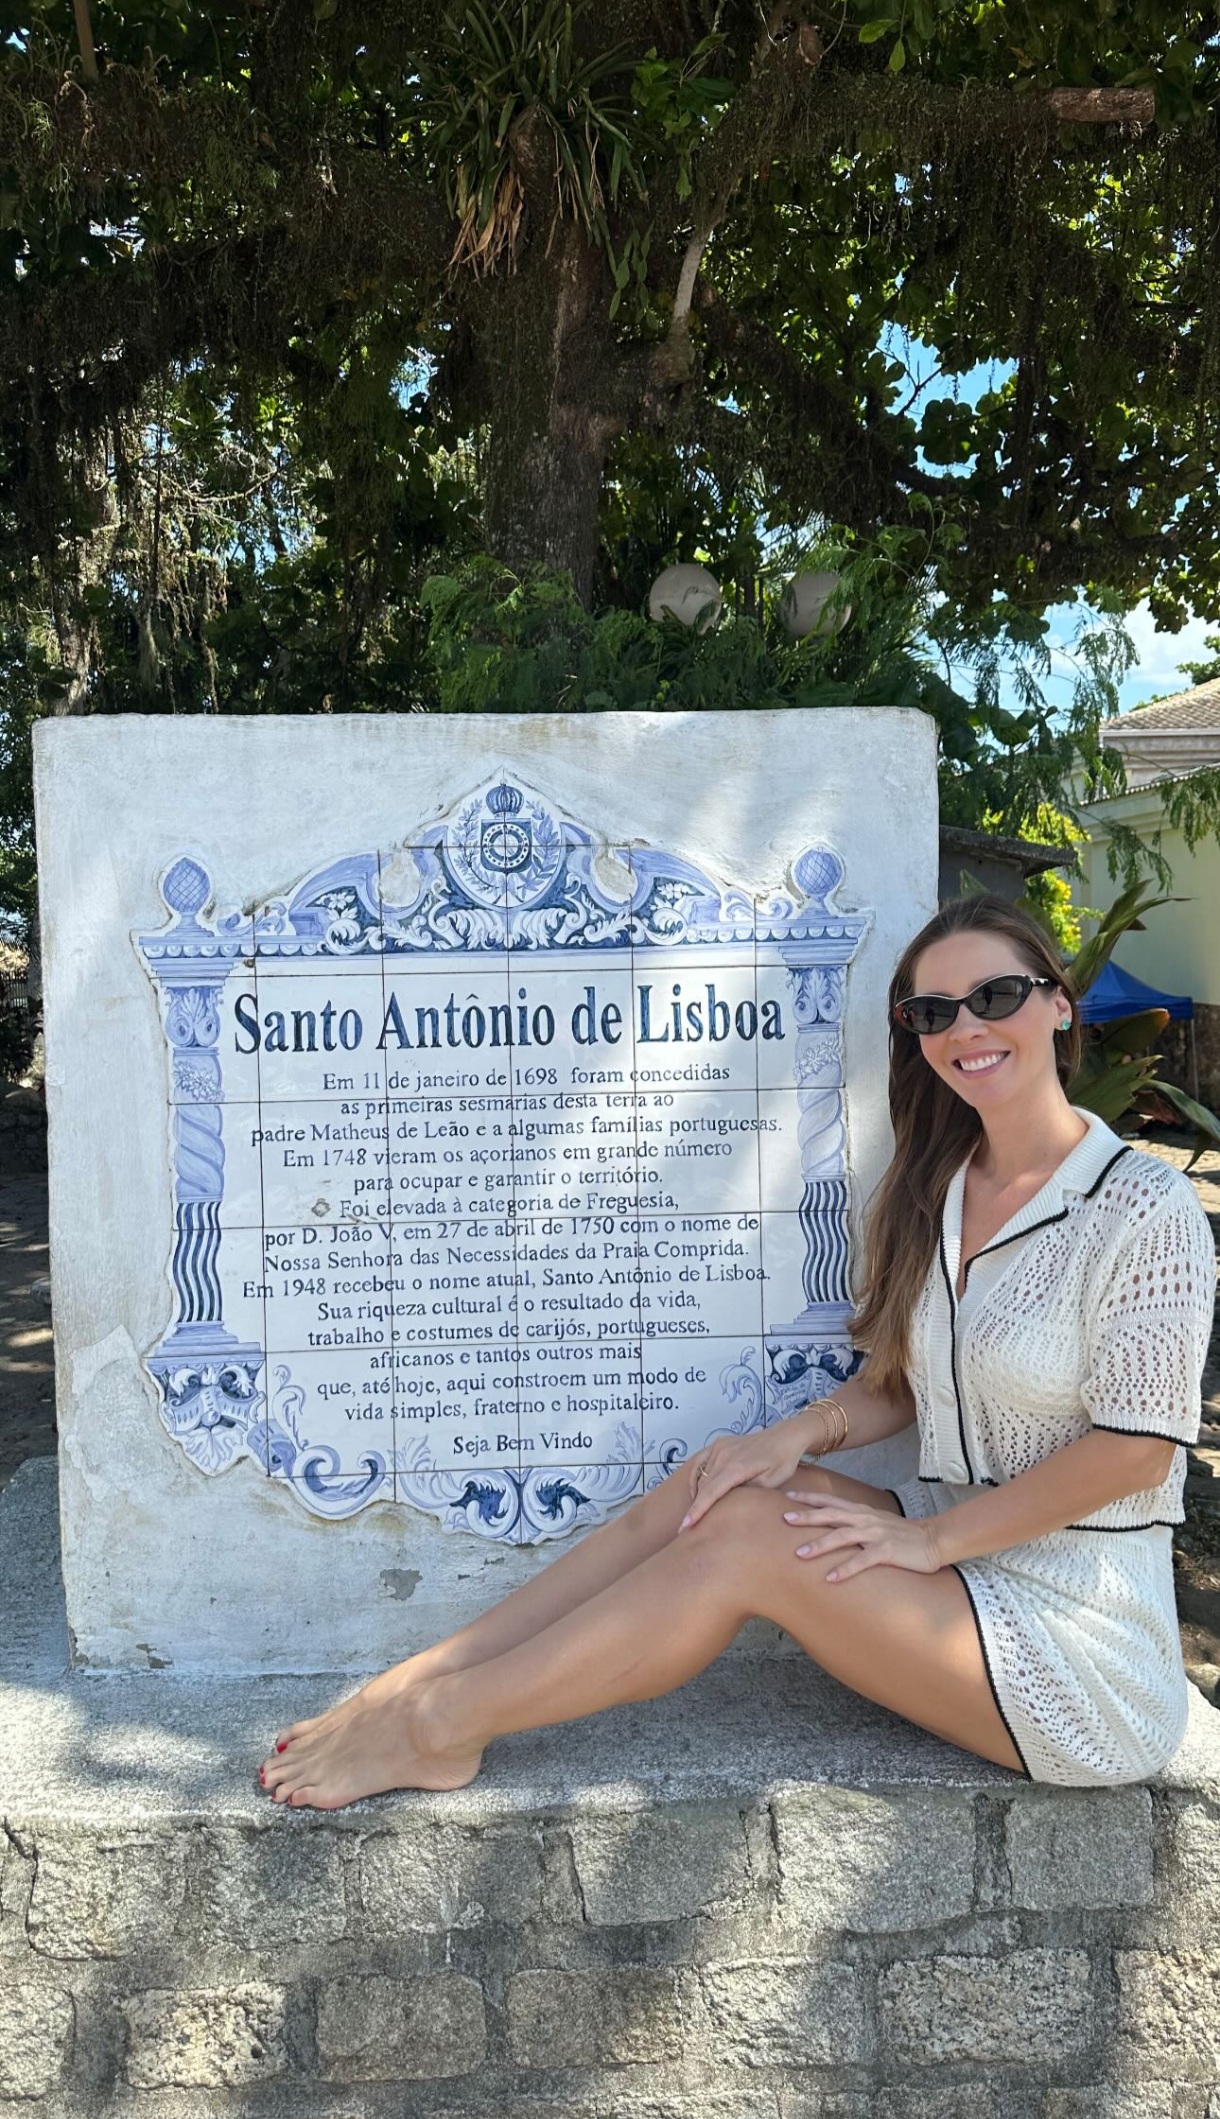 Santo Antônio de Lisboa
Em 11 de janeiro de 1698 foram concedidas
as primeiras sesmarias desta terra ao
padre Matheus de Leão e a algumas famílias portuguesas.
Em 1748 vieram os açorianos em grande número
para ocupar e garantir o território.
Foi elevada à categoria de Freguesia,
por D. João V, em 27 de abril de 1750 com o nome de
Nossa Senhora das Necessidades da Praia Comprida.
Em 1948 recebeu o nome atual, Santo Antônio de Lisboa.
Sua riqueza cultural é o resultado da vida,
trabalho e costumes de carijós, portugueses,
africanos e tantos outros mais
que, até hoje, aqui constroem um modo de
vida simples, fraterno e hospitaleiro.
Seja Bem Vindo